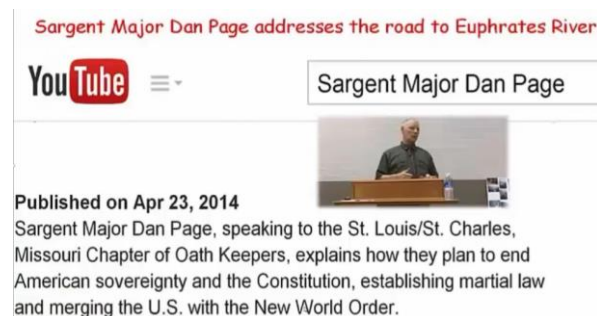 Sargent Major Dan Page addresses the road to Euphrates River
YouTube
Sargent Major Dan Page
Published on Apr 23, 2014
Sargent Major Dan Page, speaking to the St. Louis/St. Charles,
Missouri Chapter of Oath Keepers, explains how they plan to end
American sovereignty and the Constitution, establishing martial law
and merging the U.S. with the New World Order.